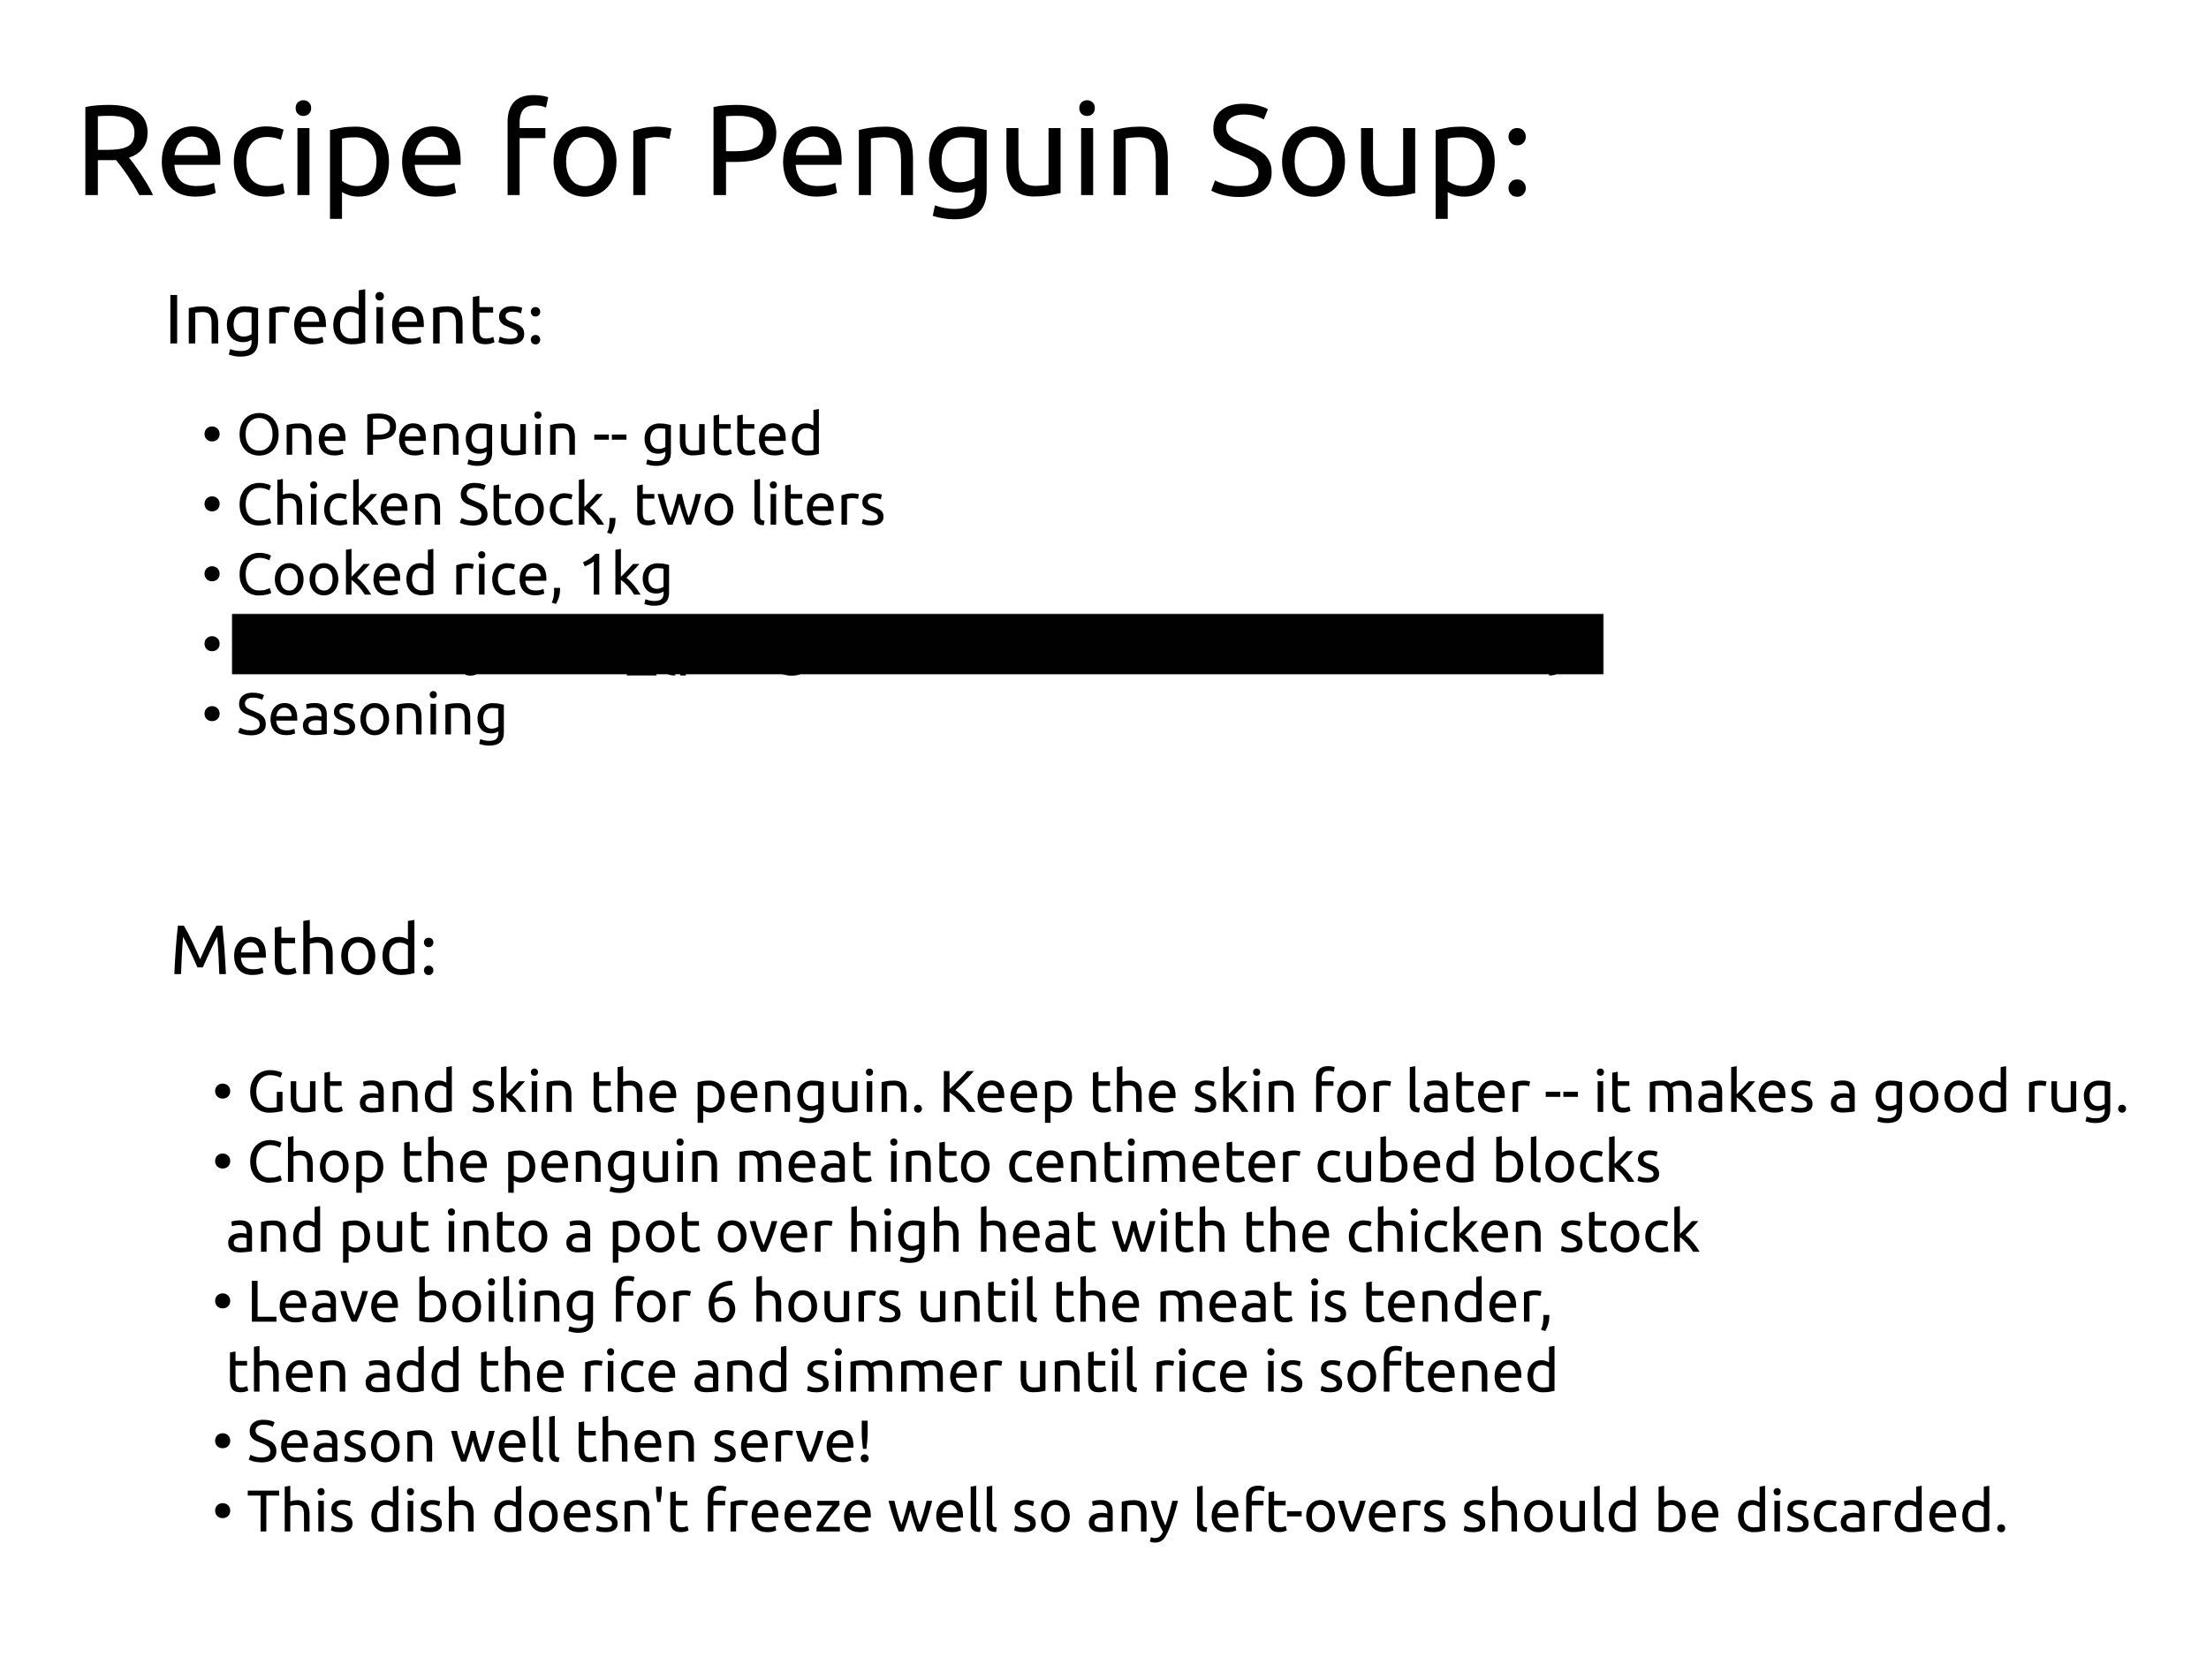 Recipe for Penguin Soup:
Ingredients:
• One Penguin -- gutted
• Chicken Stock, two liters
• Cooked rice, 1kg
•
• Seasoning
Method:
• Gut and skin the penguin. Keep the skin for later -- it makes a good rug.
• Chop the penguin meat into centimeter cubed blocks
and put into a pot over high heat with the chicken stock
• Leave boiling for 6 hours until the meat is tender,
then add the rice and simmer until rice is softened
• Season well then serve!
• This dish doesn't freeze well so any left-overs should be discarded.